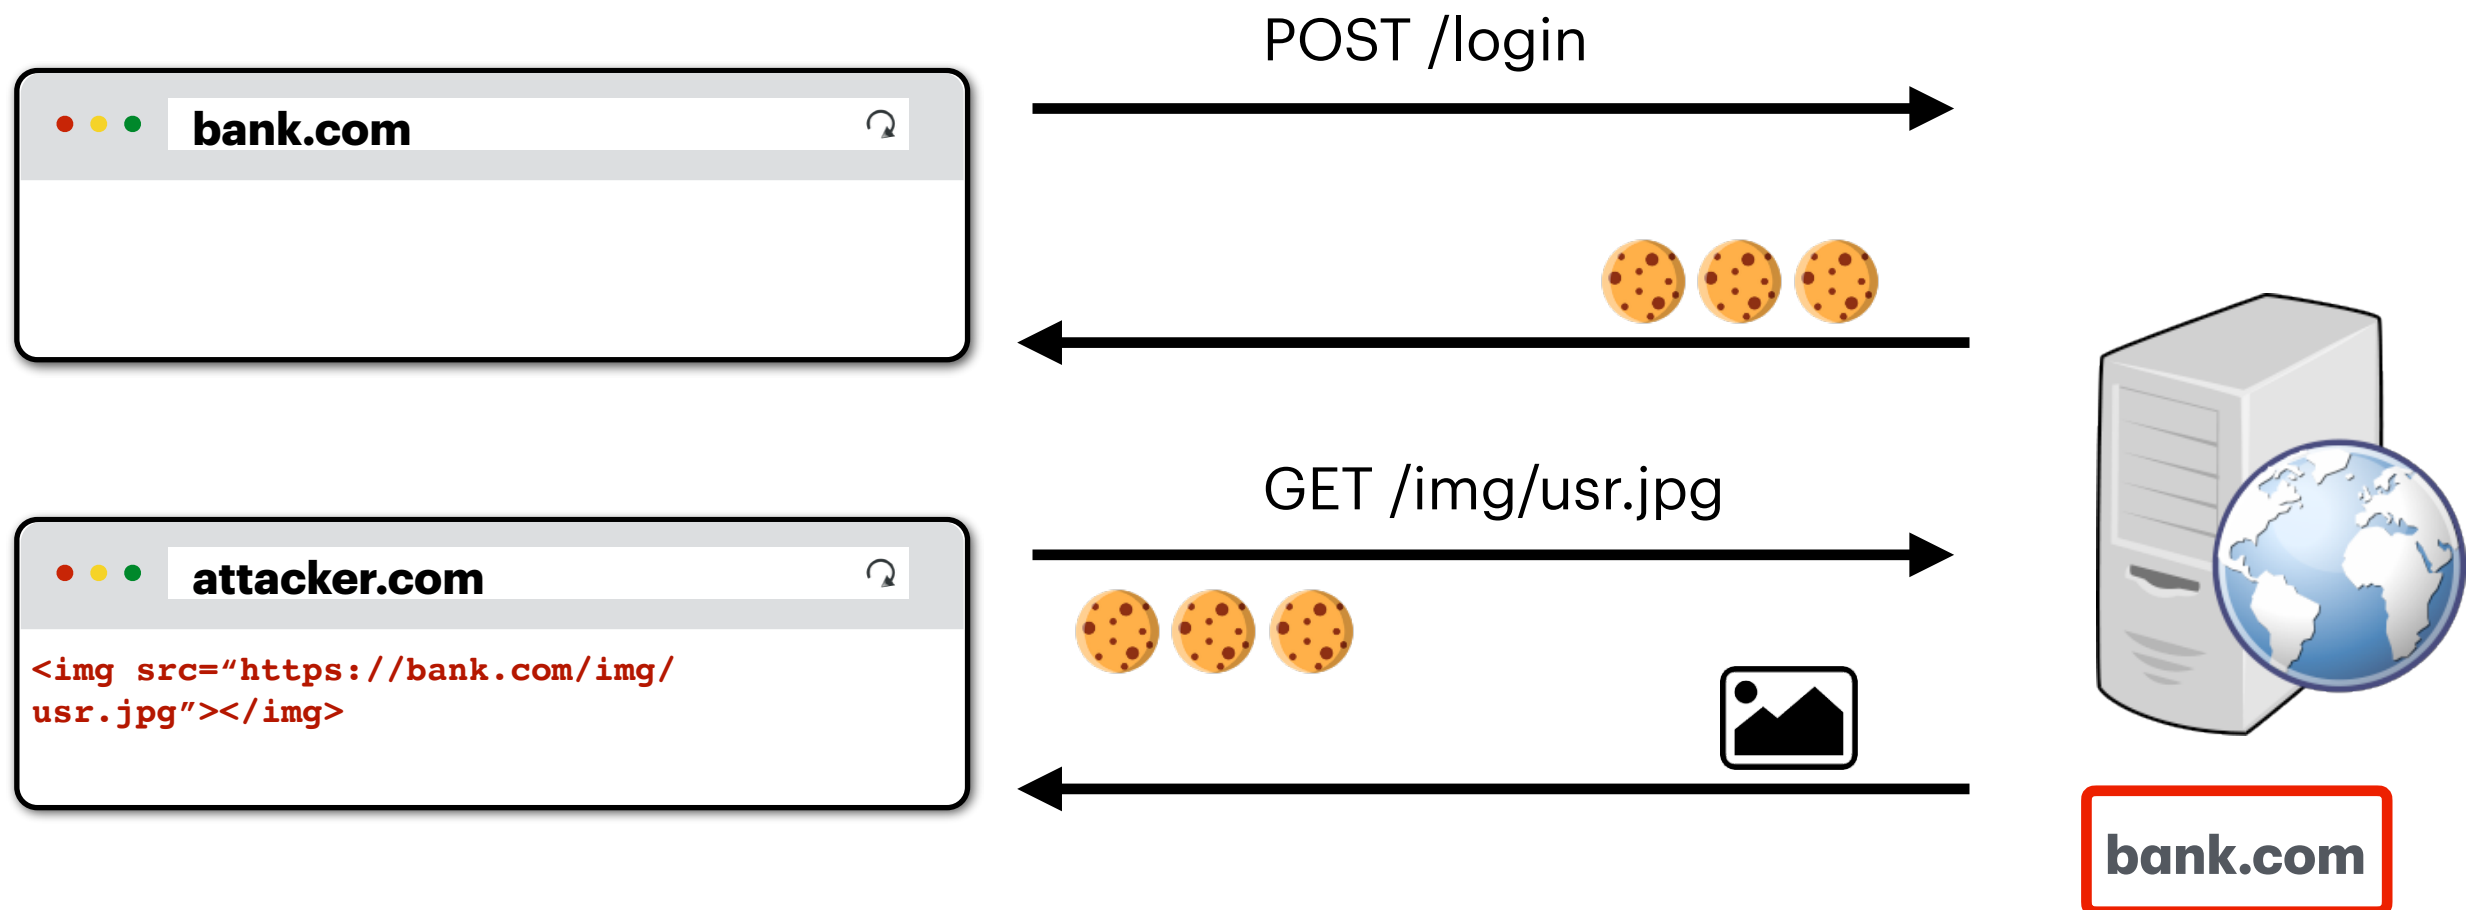 POST /login
bank.com
GET /img/usr.jpg
attacker.com
<img src=“https://bank.com/img/
usr.jpg”></img>
bank.com